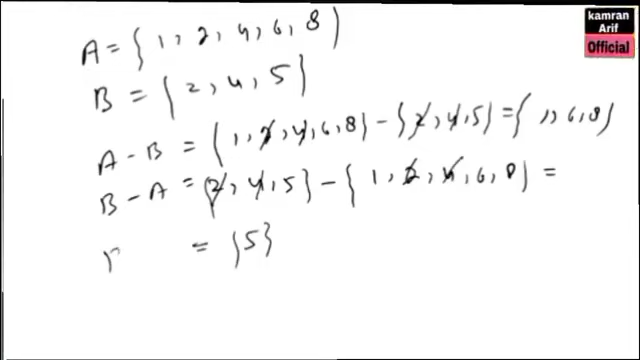 kamran
Arif
Official
A = { 1, 2, 4, 6, 8 }
B = { 2, 4, 5 }
A - B = { 1, 2, 4, 6, 8 } - { 2, 4, 5 } = { 1, 6, 8 }
B - A = { 2, 4, 5 } - { 1, 2, 4, 6, 8 } =
= { 5 }